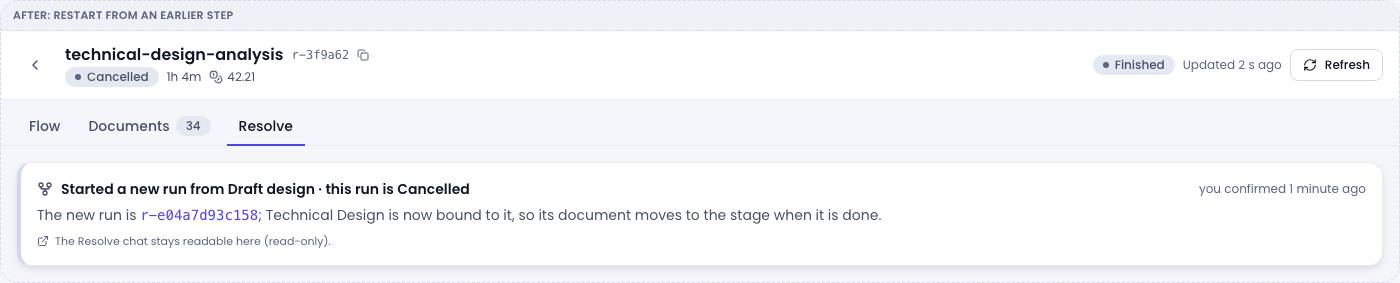 AFTER: RESTART FROM AN EARLIER STEP
technical-design-analysis r-3f9a62
Cancelled 1h 4m 42.21
Finished Updated 2 s ago Refresh
Flow Documents 34 Resolve
Started a new run from Draft design · this run is Cancelled you confirmed 1 minute ago
The new run is r-e04a7d93c158; Technical Design is now bound to it, so its document moves to the stage when it is done.
The Resolve chat stays readable here (read-only).